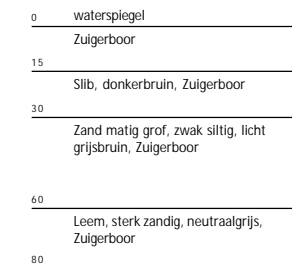 0 waterspiegel
Zuigerboor
15
Slib, donkerbruin, Zuigerboor
30
Zand matig grof, zwak siltig, licht
grijsbruin, Zuigerboor
60
Leem, sterk zandig, neutraalgrijs,
Zuigerboor
80